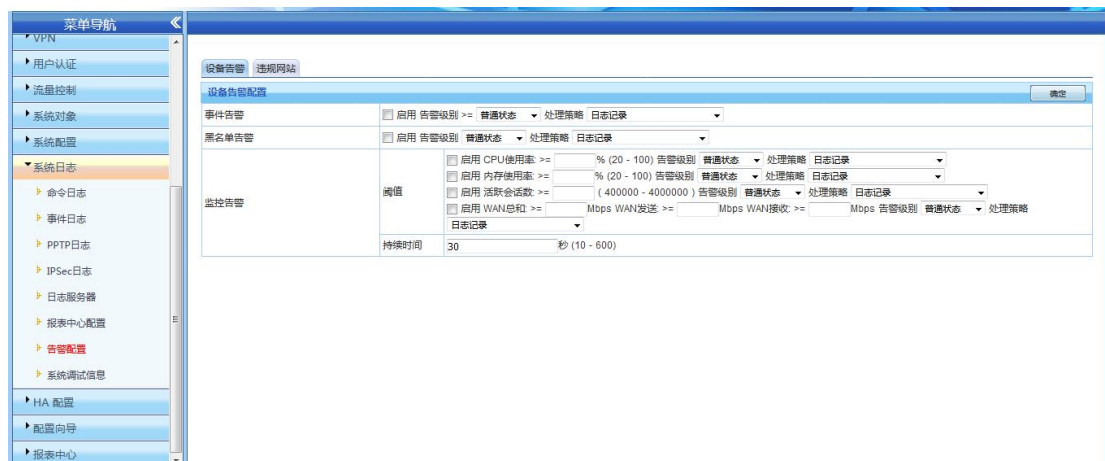 菜单导航
VPN
用户认证
流量控制
系统对象
系统配置
系统日志
命令日志
事件日志
PPTP日志
IPSec日志
日志服务器
报表中心配置
告警配置
系统调试信息
HA 配置
配置向导
报表中心
设备告警 违规网站
设备告警配置 确定
事件告警 启用 告警级别 >= 普通状态 处理策略 日志记录
黑名单告警 启用 告警级别 普通状态 处理策略 日志记录
监控告警
阈值
启用 CPU使用率: >= % (20 - 100) 告警级别 普通状态 处理策略 日志记录
启用 内存使用率: >= % (20 - 100) 告警级别 普通状态 处理策略 日志记录
启用 活跃会话数: >= ( 400000 - 4000000 ) 告警级别 普通状态 处理策略 日志记录
启用 WAN总和: >= Mbps WAN发送: >= Mbps WAN接收: >= Mbps 告警级别 普通状态 处理策略
日志记录
持续时间 30 秒 (10 - 600)